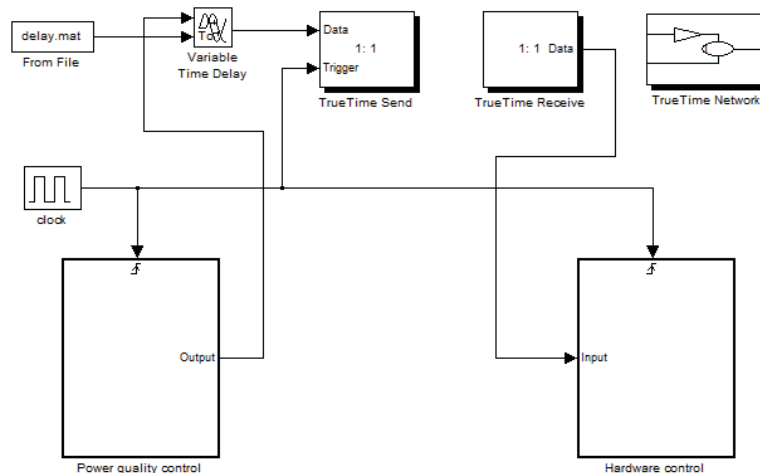 delay.mat
From File
To
Variable
Time Delay
Data
1: 1
Trigger
TrueTime Send
1: 1 Data
TrueTime Receive
TrueTime Network
clock
Output
Power quality control
Input
Hardware control